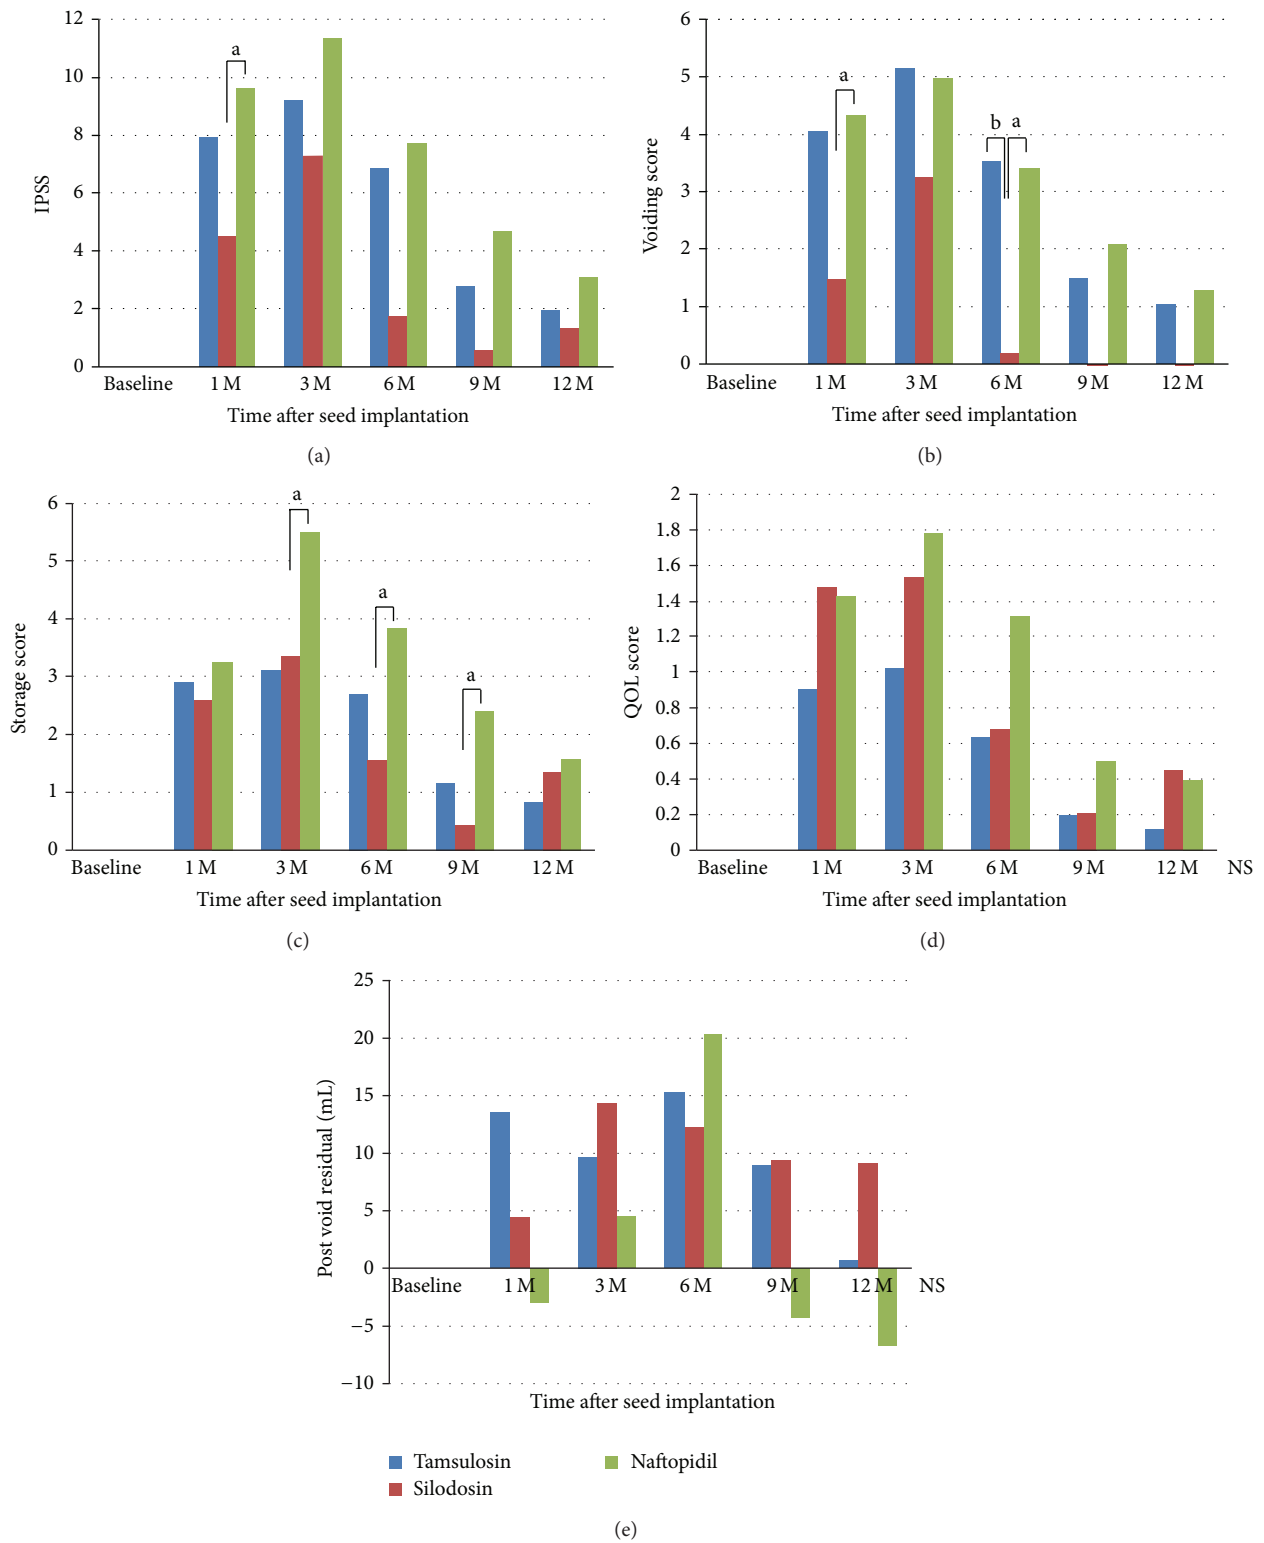 12
10
8
6
4
2
0
IPSS
a
Baseline 1 M 3 M 6 M 9 M 12 M
Time after seed implantation
(a)
6
5
4
3
2
1
0
Voiding score
a
b a
Baseline 1 M 3 M 6 M 9 M 12 M
Time after seed implantation
(b)
6
5
4
3
2
1
0
Storage score
a
a
a
Baseline 1 M 3 M 6 M 9 M 12 M
Time after seed implantation
(c)
2
1.8
1.6
1.4
1.2
1
0.8
0.6
0.4
0.2
0
QOL score
Baseline 1 M 3 M 6 M 9 M 12 M NS
Time after seed implantation
(d)
25
20
15
10
5
0
−5
−10
Post void residual (mL)
Baseline 1 M 3 M 6 M 9 M 12 M NS
Time after seed implantation
Tamsulosin Naftopidil
Silodosin
(e)